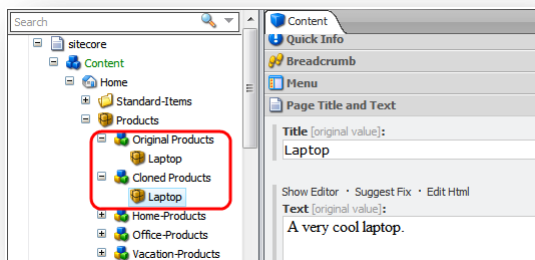 Search
sitecore
Content
Home
Standard-Items
Products
Original Products
Laptop
Cloned Products
Laptop
Home-Products
Office-Products
Vacation-Products
Content
Quick Info
Breadcrumb
Menu
Page Title and Text
Title [original value]:
Laptop
Show Editor · Suggest Fix · Edit Html
Text [original value]:
A very cool laptop.